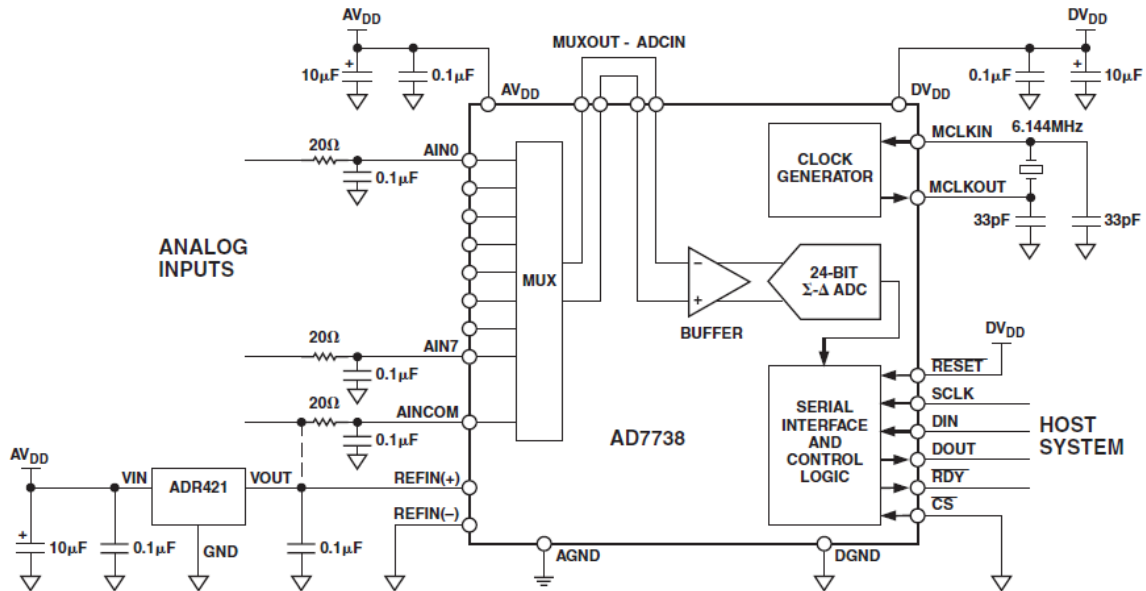 AVDD
DVDD
MUXOUT - ADCIN
10µF
+
0.1µF
0.1µF
+
10µF
AVDD
DVDD
6.144MHz
MCLKIN
CLOCK
GENERATOR
MCLKOUT
33pF
33pF
20Ω
AIN0
0.1µF
ANALOG
INPUTS
MUX
–
+
BUFFER
24-BIT
Σ-Δ ADC
20Ω
AIN7
0.1µF
20Ω
AINCOM
0.1µF
DVDD
RESET
SCLK
DIN
DOUT
RDY
CS
HOST
SYSTEM
SERIAL
INTERFACE
AND
CONTROL
LOGIC
AD7738
AVDD
VIN
ADR421
VOUT
REFIN(+)
REFIN(–)
+
10µF
0.1µF
GND
0.1µF
AGND
DGND